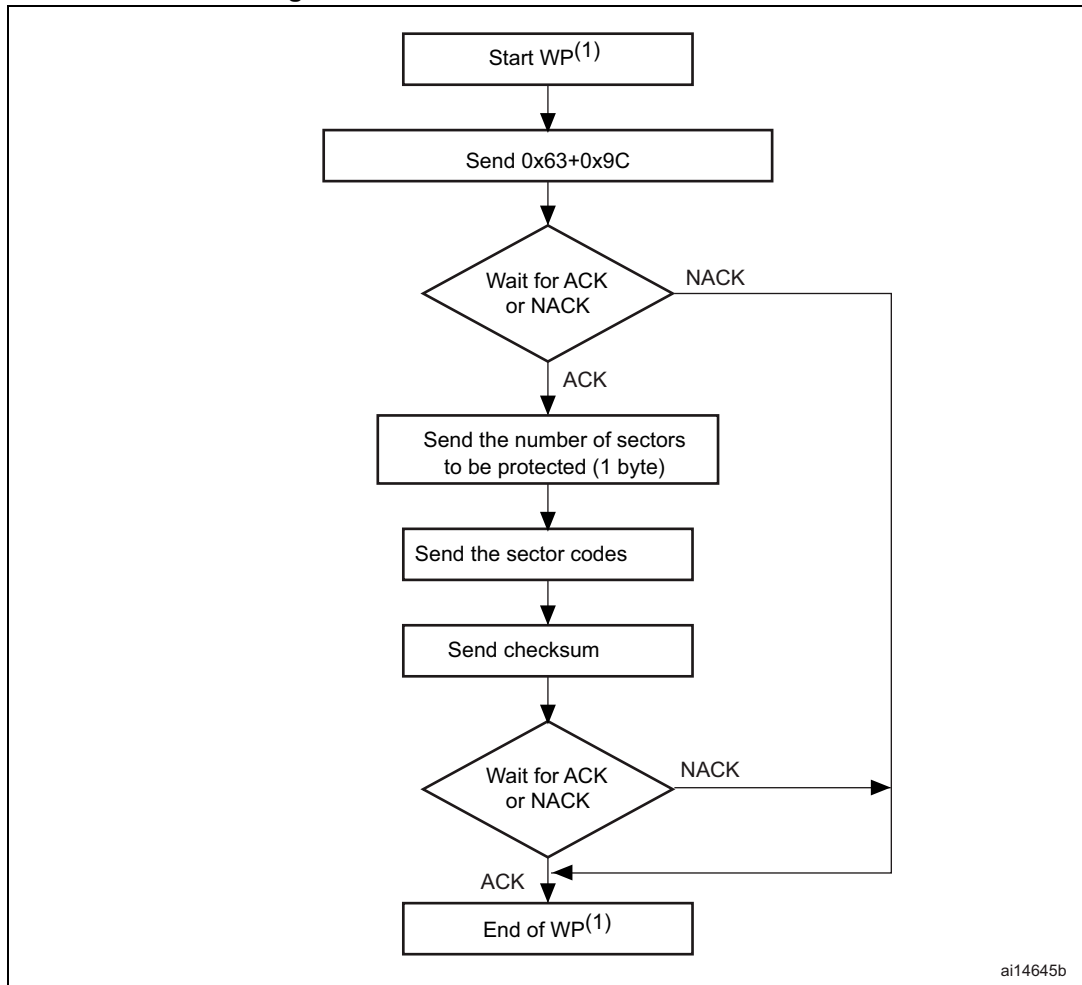 Start WP(1)
Send 0x63+0x9C
Wait for ACK
or NACK
NACK
ACK
Send the number of sectors
to be protected (1 byte)
Send the sector codes
Send checksum
Wait for ACK
or NACK
NACK
ACK
End of WP(1)
ai14645b